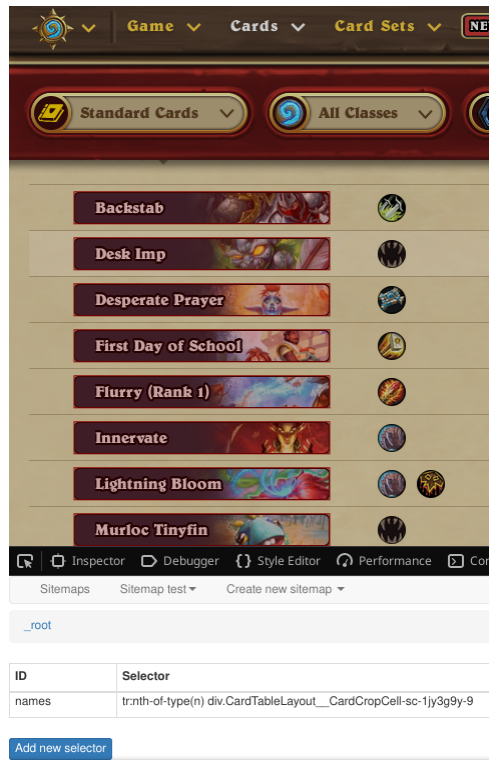 Game Cards Card Sets NE
Standard Cards All Classes
Backstab
Desk Imp
Desperate Prayer
First Day of School
Flurry (Rank 1)
Innervate
Lightning Bloom
Murloc Tinyfin
Inspector Debugger {} Style Editor Performance Con
Sitemaps Sitemap test Create new sitemap
_root
ID Selector
names tr:nth-of-type(n) div.CardTableLayout__CardCropCell-sc-1jy3g9y-9
Add new selector